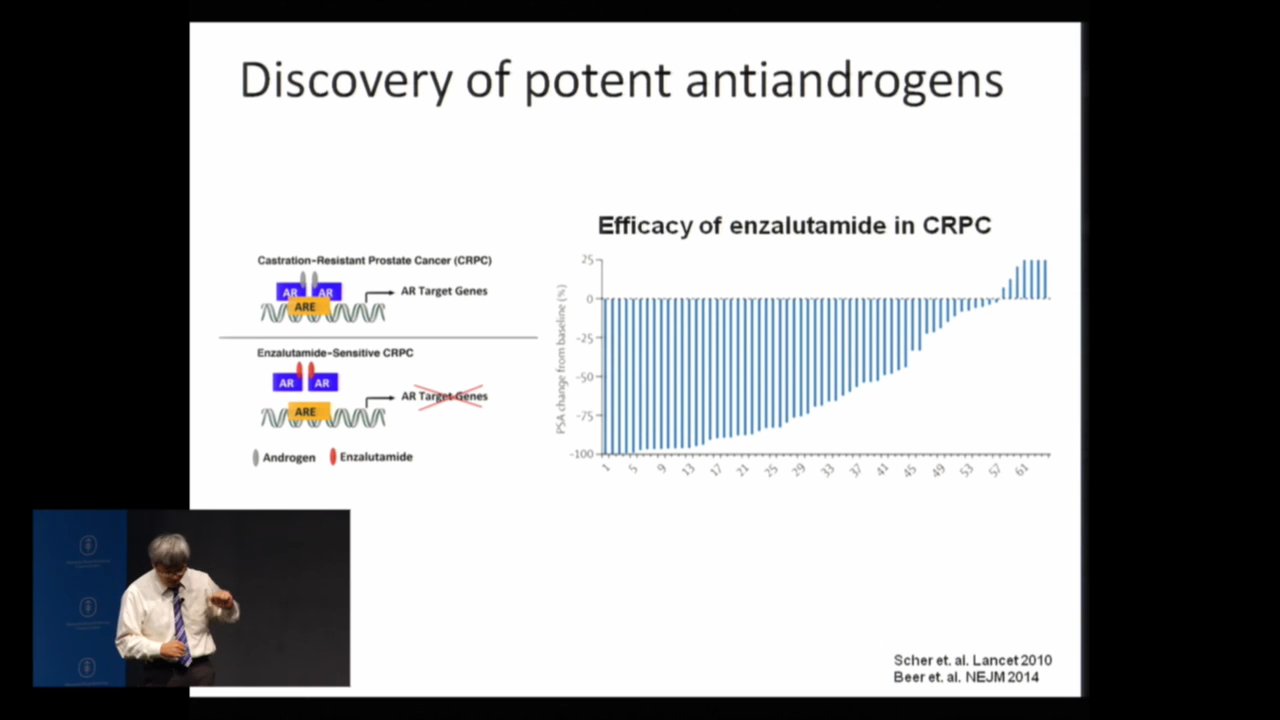 Discovery of potent antiandrogens
Castration-Resistant Prostate Cancer (CRPC)
AR
AR
ARE
AR Target Genes
Enzalutamide-Sensitive CRPC
AR
AR
ARE
AR Target Genes
Androgen
Enzalutamide
Efficacy of enzalutamide in CRPC
PSA change from baseline (%)
25
0
-25
-50
-75
-100
1
5
9
13
17
21
25
29
33
37
41
45
49
53
57
61
Scher et. al. Lancet 2010
Beer et. al. NEJM 2014